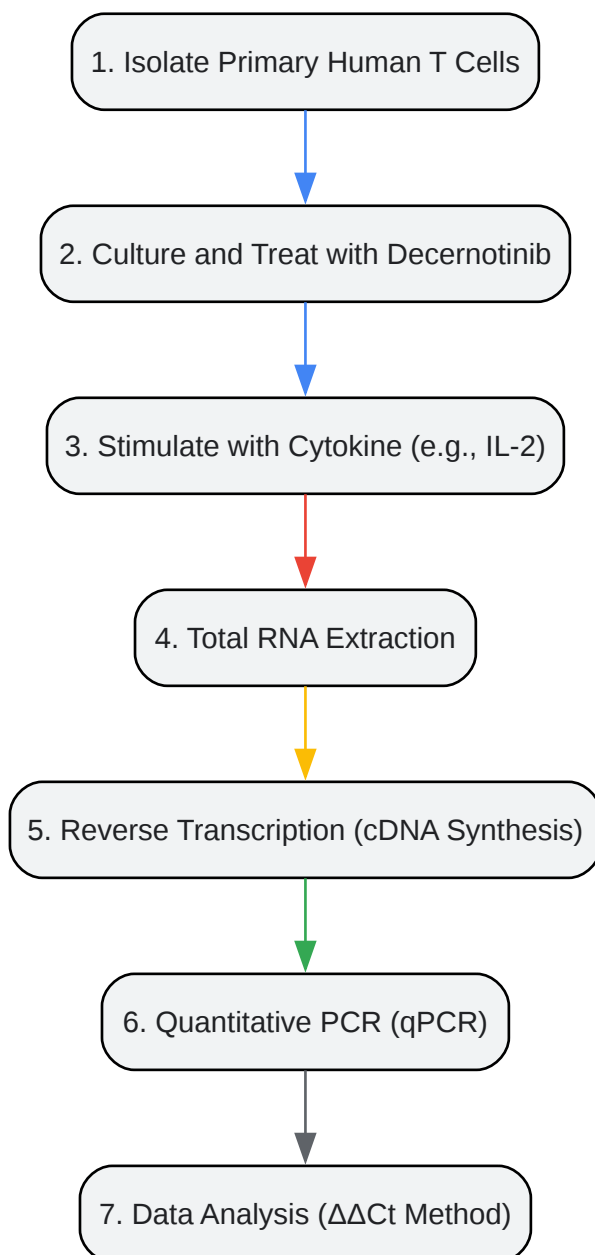 1. Isolate Primary Human T Cells
2. Culture and Treat with Decernotinib
3. Stimulate with Cytokine (e.g., IL-2)
4. Total RNA Extraction
5. Reverse Transcription (cDNA Synthesis)
6. Quantitative PCR (qPCR)
7. Data Analysis (ΔΔCt Method)